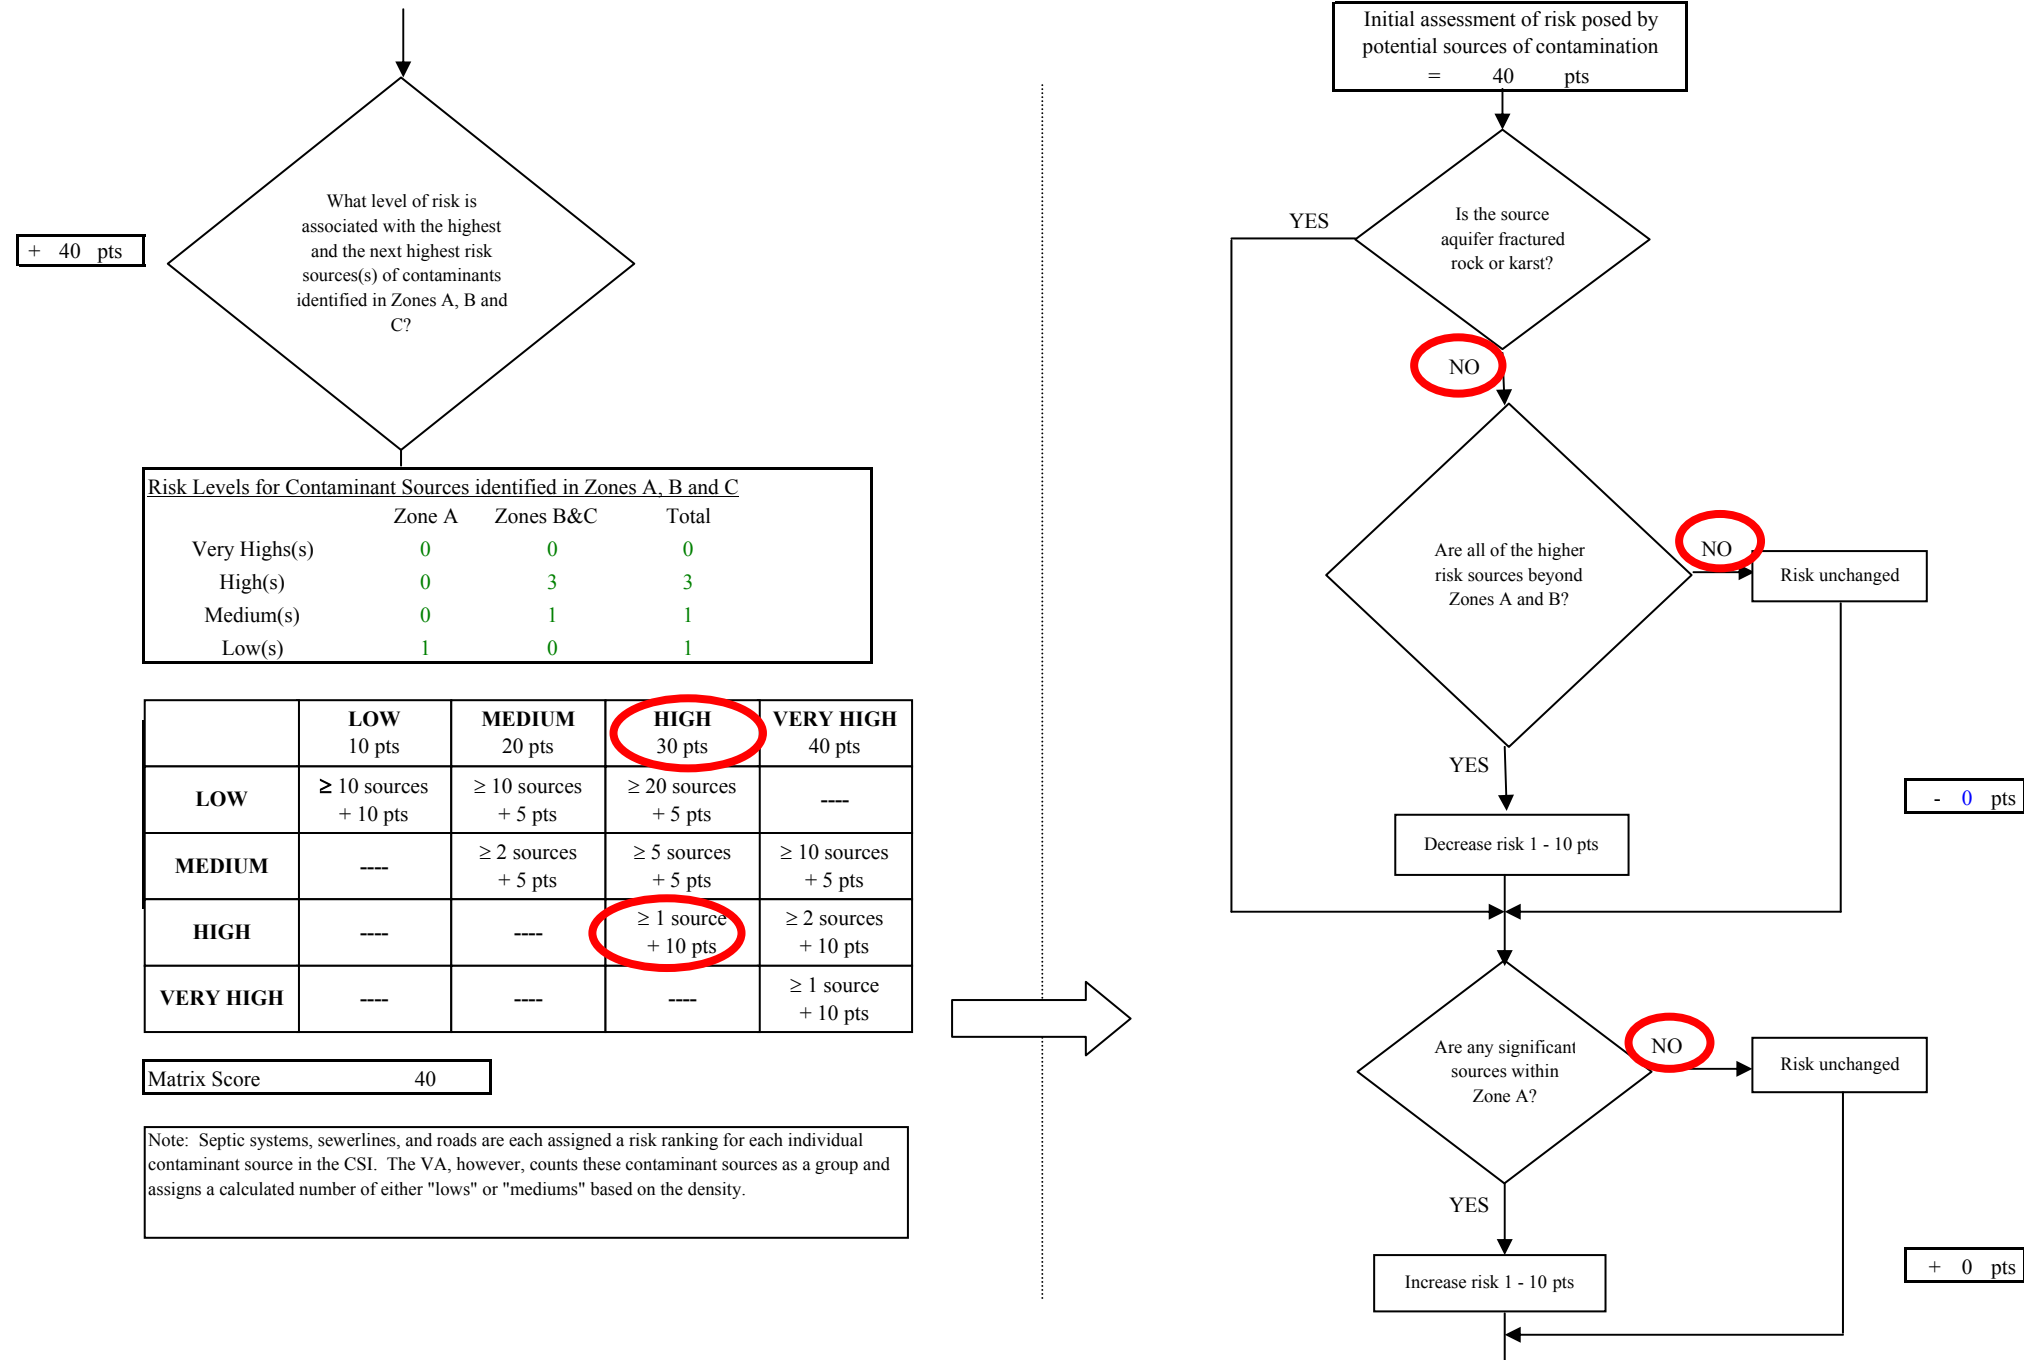 What level of risk is
associated with the highest
and the next highest risk
sources(s) of contaminants
identified in Zones A, B and
C?
+ 40 pts
Risk Levels for Contaminant Sources identified in Zones A, B and C
Zone A Zones B&C Total
Very Highs(s) 0 0 0
High(s) 0 3 3
Medium(s) 0 1 1
Low(s) 1 0 1
LOW MEDIUM HIGH VERY HIGH
10 pts 20 pts 30 pts 40 pts
LOW ≥ 10 sources ≥ 10 sources ≥ 20 sources ----
+ 10 pts + 5 pts + 5 pts
MEDIUM ---- ≥ 2 sources ≥ 5 sources ≥ 10 sources
+ 5 pts + 5 pts + 5 pts
HIGH ---- ---- ≥ 1 source ≥ 2 sources
+ 10 pts + 10 pts
VERY HIGH ---- ---- ---- ≥ 1 source
+ 10 pts
Matrix Score 40
Note: Septic systems, sewerlines, and roads are each assigned a risk ranking for each individual
contaminant source in the CSI. The VA, however, counts these contaminant sources as a group and
assigns a calculated number of either "lows" or "mediums" based on the density.
Initial assessment of risk posed by
potential sources of contamination
= 40 pts
Is the source
aquifer fractured
rock or karst?
YES
NO
Are all of the higher
risk sources beyond
Zones A and B?
NO
Risk unchanged
YES
Decrease risk 1 - 10 pts
- 0 pts
Are any significant
sources within
Zone A?
NO
Risk unchanged
YES
Increase risk 1 - 10 pts
+ 0 pts